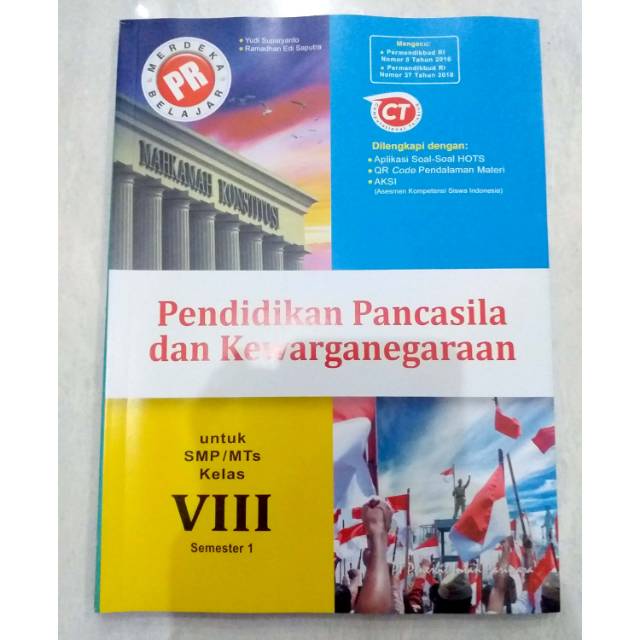 MERDEKA
PR
BELAJAR
• Yudi Suparyanto
• Ramadhan Edi Saputra
Mengacu:
• Permendikbud RI
Nomor 8 Tahun 2016
• Permendikbud RI
Nomor 37 Tahun 2018
CT
Dilengkapi dengan:
• Aplikasi Soal-Soal HOTS
• QR Code Pendalaman Materi
• AKSI
(Asesmen Kompetensi Siswa Indonesia)
MAHKAMAH KONSTITUSI
Pendidikan Pancasila
dan Kewarganegaraan
untuk
SMP/MTs
Kelas
VIII
Semester 1